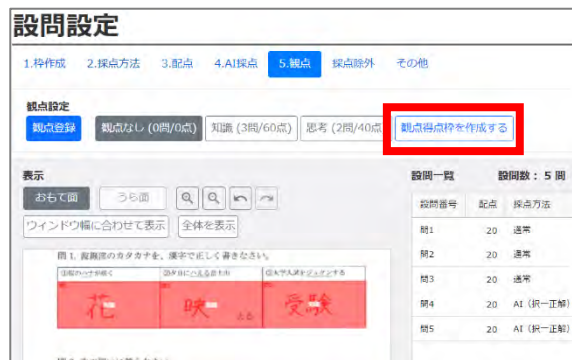 設問設定
1.枠作成 2.採点方法 3.配点 4.AI採点 5.観点 採点除外 その他
観点設定
観点登録 観点なし (0問/0点) 知識 (3問/60点) 思考 (2問/40点 観点得点枠を作成する
表示
おもて面 うら面
ウィンドウ幅に合わせて表示 全体を表示
問1. 傍線部のカタカナを、漢字で正しく書きなさい。
花 映 える 受験
設問一覧 設問数: 5 問
設問番号 配点 採点方法
問1 20 通常
問2 20 通常
問3 20 通常
問4 20 AI (択一正解)
問5 20 AI (択一正解)